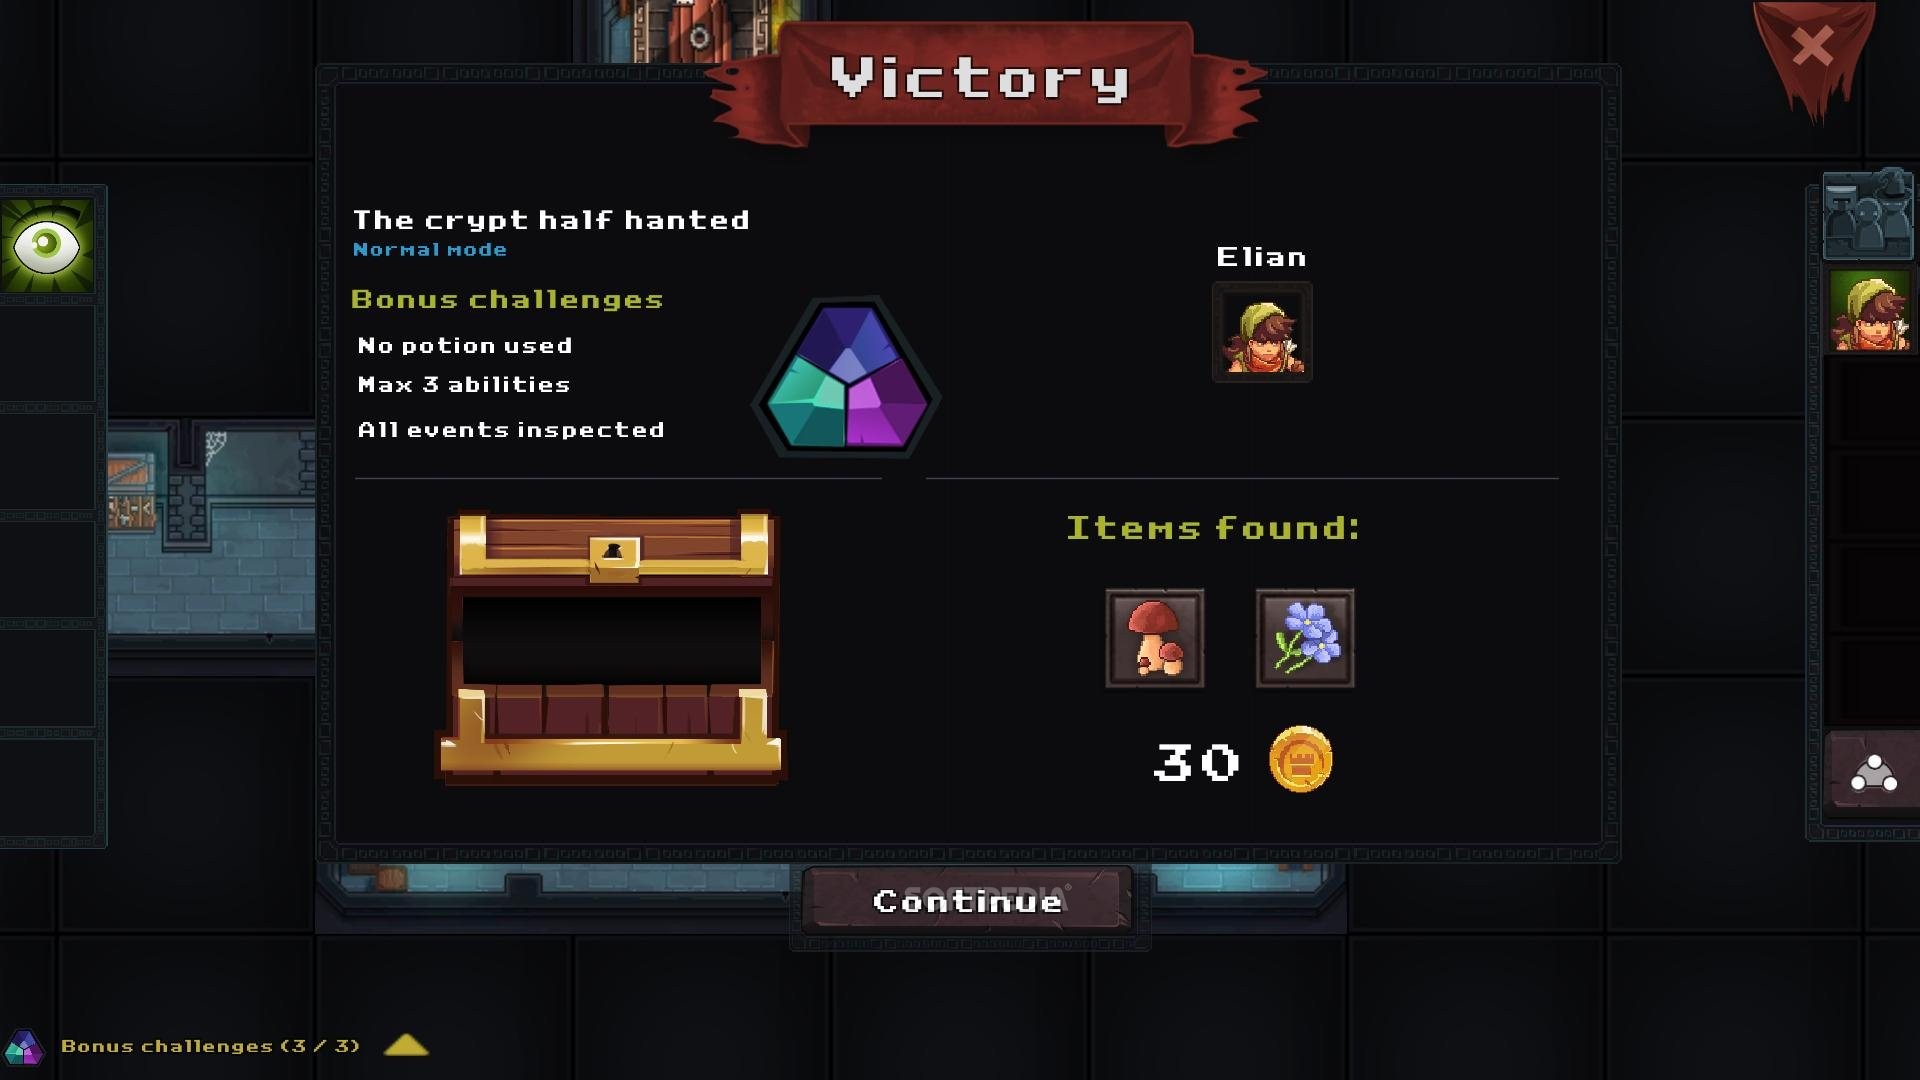 Victory
The crypt half hanted
Normal mode
Bonus challenges
No potion used
Max 3 abilities
All events inspected
Elian
Items found:
30
SOFTPEDIA®
Continue
Bonus challenges (3 / 3)